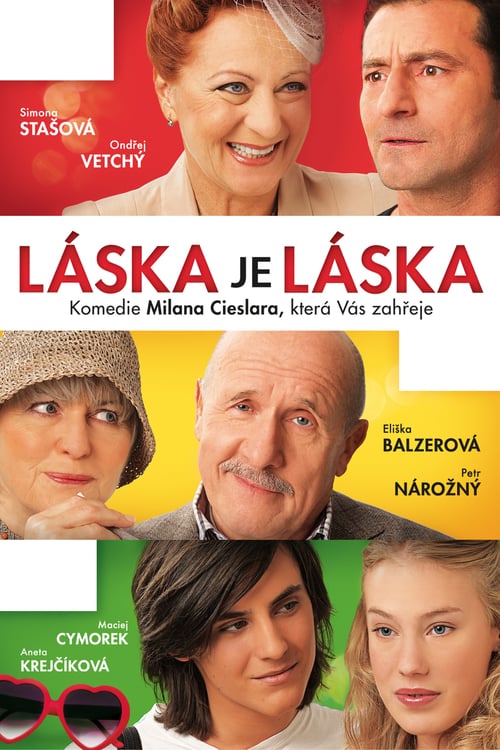 Simona
STAŠOVÁ
Ondřej
VETCHÝ
LÁSKA JE LÁSKA
Komedie Milana Cieslara, která Vás zahřeje
Eliška
BALZEROVÁ
Petr
NÁROŽNÝ
Maciej
CYMOREK
Aneta
KREJČÍKOVÁ